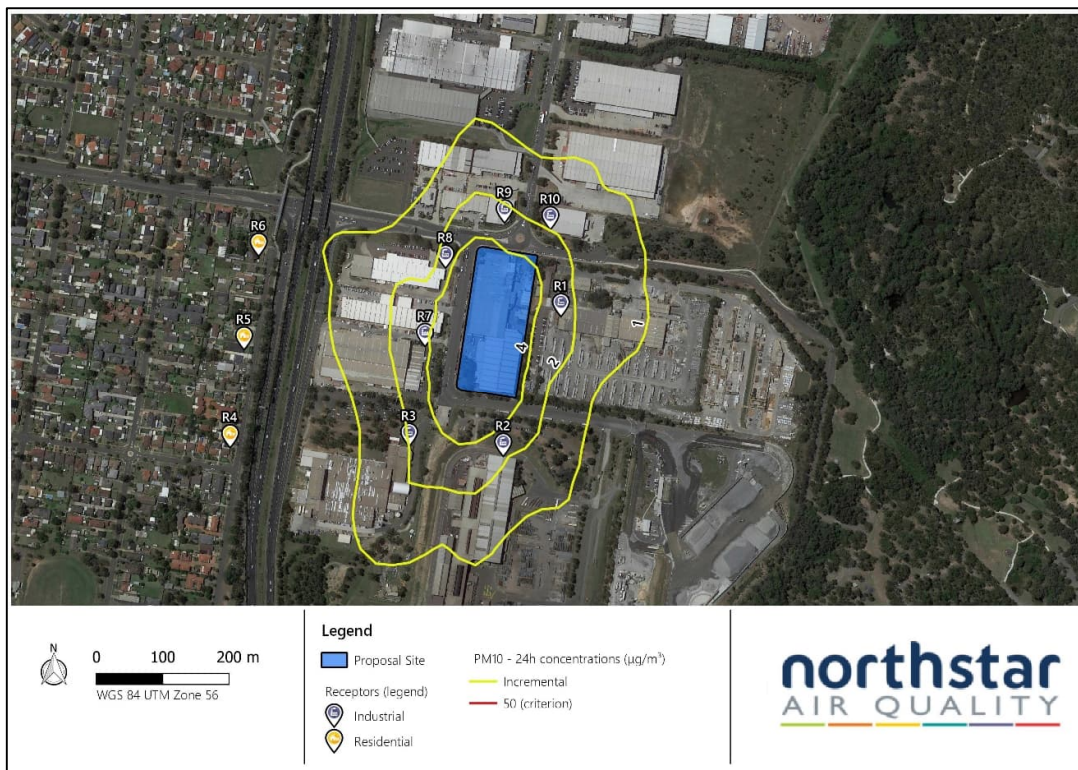 R9
R10
R6
R8
R1
R7
1
R5
4
2
R3
R4
R2
N
0 100 200 m
WGS 84 UTM Zone 56
Legend
Proposal Site
Receptors (legend)
Industrial
Residential
PM10 - 24h concentrations (µg/m³)
Incremental
50 (criterion)
northstar
AIR QUALITY